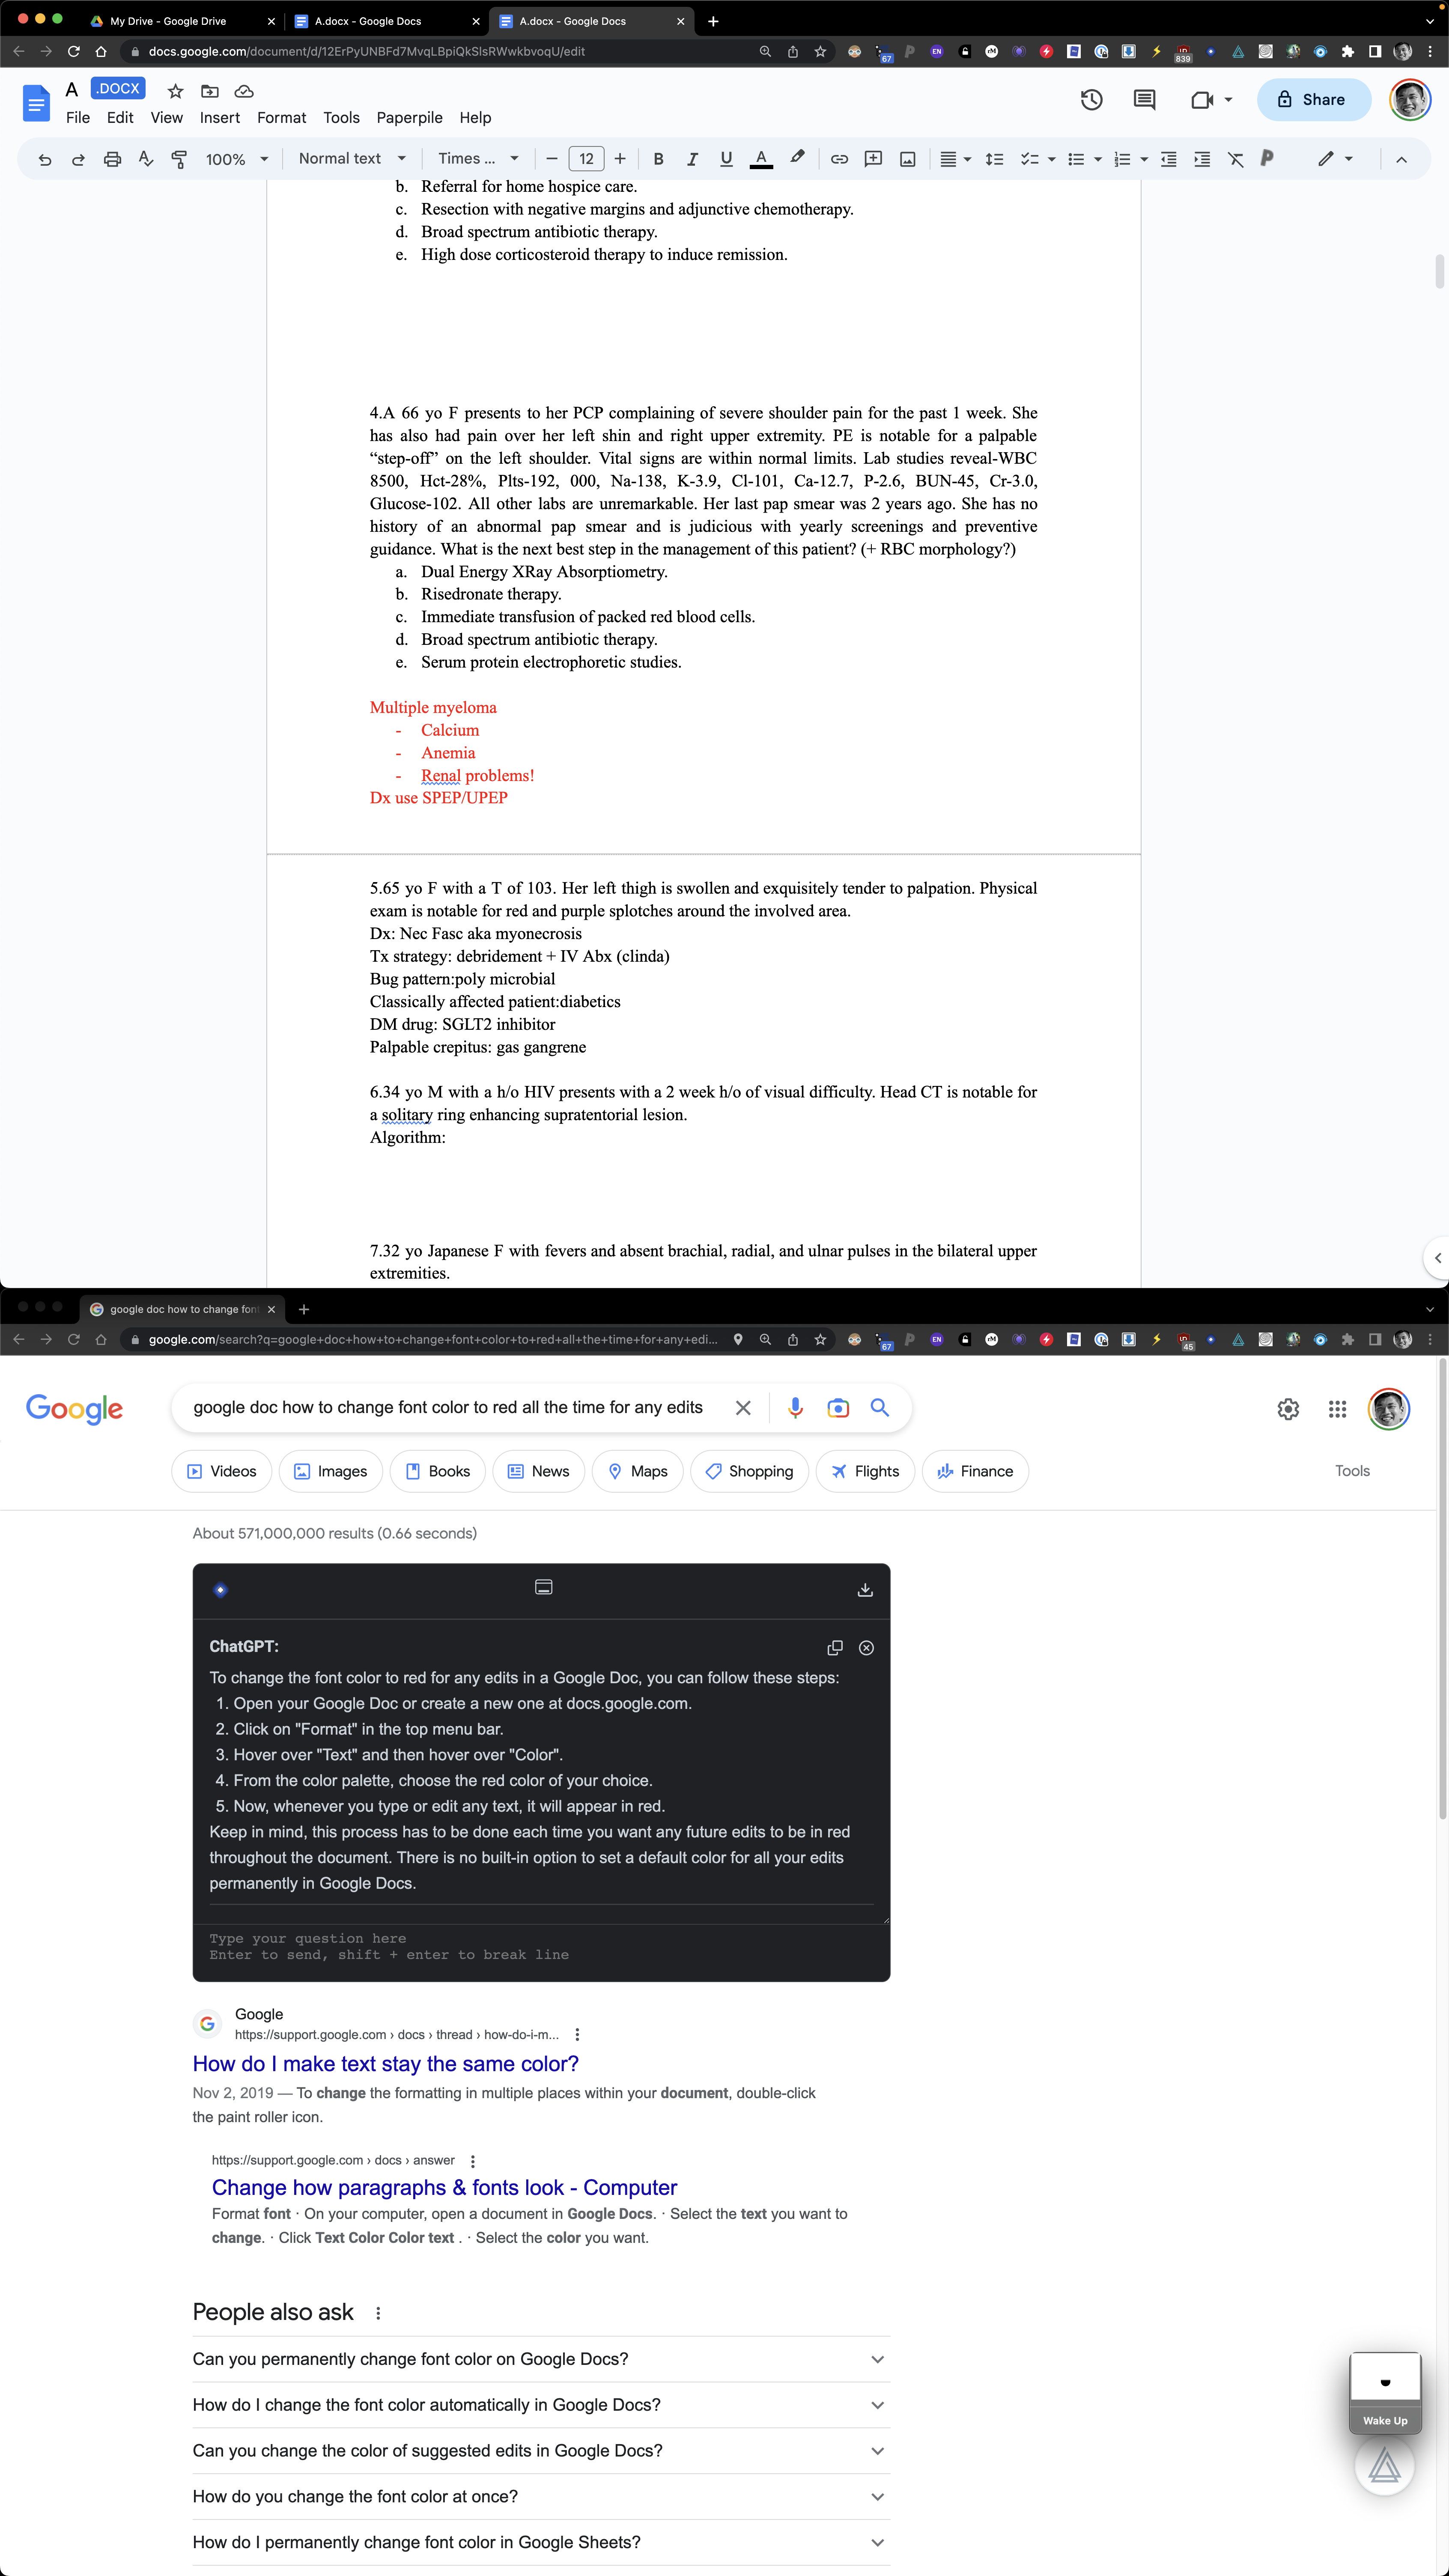 My Drive - Google Drive
A.docx - Google Docs
A.docx - Google Docs
docs.google.com/document/d/12ErPyUNBFd7MvqLBpiQkSlsRWwkbvoqU/edit
EN
67
839
A .DOCX
File Edit View Insert Format Tools Paperpile Help
Share
100% Normal text Times ... 12 B I U A
b. Referral for home hospice care.
c. Resection with negative margins and adjunctive chemotherapy.
d. Broad spectrum antibiotic therapy.
e. High dose corticosteroid therapy to induce remission.
4.A 66 yo F presents to her PCP complaining of severe shoulder pain for the past 1 week. She
has also had pain over her left shin and right upper extremity. PE is notable for a palpable
“step-off” on the left shoulder. Vital signs are within normal limits. Lab studies reveal-WBC
8500, Hct-28%, Plts-192, 000, Na-138, K-3.9, Cl-101, Ca-12.7, P-2.6, BUN-45, Cr-3.0,
Glucose-102. All other labs are unremarkable. Her last pap smear was 2 years ago. She has no
history of an abnormal pap smear and is judicious with yearly screenings and preventive
guidance. What is the next best step in the management of this patient? (+ RBC morphology?)
a. Dual Energy XRay Absorptiometry.
b. Risedronate therapy.
c. Immediate transfusion of packed red blood cells.
d. Broad spectrum antibiotic therapy.
e. Serum protein electrophoretic studies.
Multiple myeloma
- Calcium
- Anemia
- Renal problems!
Dx use SPEP/UPEP
5.65 yo F with a T of 103. Her left thigh is swollen and exquisitely tender to palpation. Physical
exam is notable for red and purple splotches around the involved area.
Dx: Nec Fasc aka myonecrosis
Tx strategy: debridement + IV Abx (clinda)
Bug pattern:poly microbial
Classically affected patient:diabetics
DM drug: SGLT2 inhibitor
Palpable crepitus: gas gangrene
6.34 yo M with a h/o HIV presents with a 2 week h/o of visual difficulty. Head CT is notable for
a solitary ring enhancing supratentorial lesion.
Algorithm:
7.32 yo Japanese F with fevers and absent brachial, radial, and ulnar pulses in the bilateral upper
extremities.
google doc how to change font
google.com/search?q=google+doc+how+to+change+font+color+to+red+all+the+time+for+any+edi...
EN
67
45
Google
google doc how to change font color to red all the time for any edits
Videos Images Books News Maps Shopping Flights Finance Tools
About 571,000,000 results (0.66 seconds)
ChatGPT:
To change the font color to red for any edits in a Google Doc, you can follow these steps:
1. Open your Google Doc or create a new one at docs.google.com.
2. Click on "Format" in the top menu bar.
3. Hover over "Text" and then hover over "Color".
4. From the color palette, choose the red color of your choice.
5. Now, whenever you type or edit any text, it will appear in red.
Keep in mind, this process has to be done each time you want any future edits to be in red
throughout the document. There is no built-in option to set a default color for all your edits
permanently in Google Docs.
Type your question here
Enter to send, shift + enter to break line
Google
https://support.google.com › docs › thread › how-do-i-m...
How do I make text stay the same color?
Nov 2, 2019 — To change the formatting in multiple places within your document, double-click
the paint roller icon.
https://support.google.com › docs › answer
Change how paragraphs & fonts look - Computer
Format font · On your computer, open a document in Google Docs. · Select the text you want to
change. · Click Text Color Color text . · Select the color you want.
People also ask
Can you permanently change font color on Google Docs?
How do I change the font color automatically in Google Docs?
Can you change the color of suggested edits in Google Docs?
How do you change the font color at once?
How do I permanently change font color in Google Sheets?
Wake Up